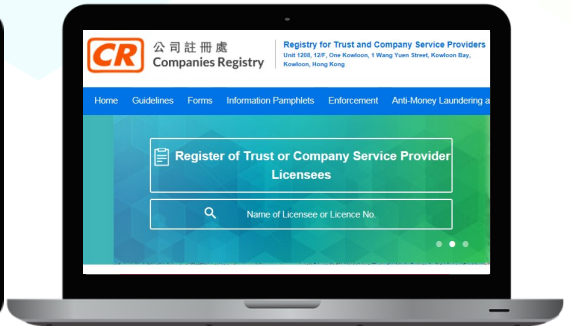 CR
公司註冊處
Companies Registry
Registry for Trust and Company Service Providers
Unit 1208, 12/F, One Kowloon, 1 Wang Yuen Street, Kowloon Bay,
Kowloon, Hong Kong
Home Guidelines Forms Information Pamphlets Enforcement Anti-Money Laundering a
Register of Trust or Company Service Provider
Licensees
Name of Licensee or Licence No.